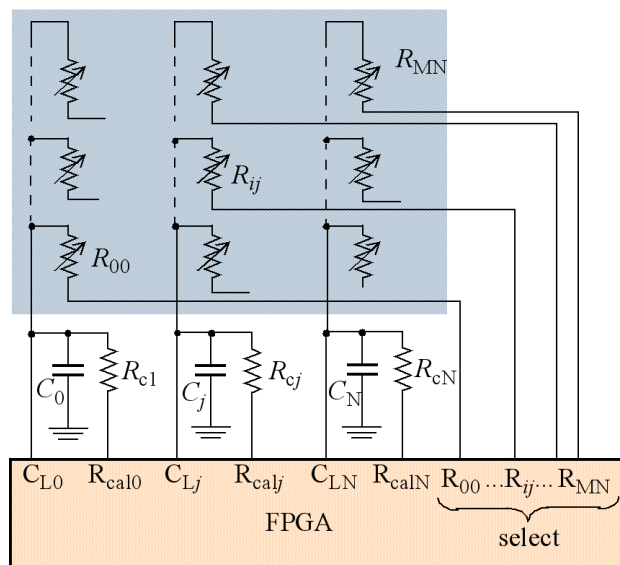 R_MN
R_ij
R_00
C_0 R_c1 C_j R_cj C_N R_cN
C_L0 R_cal0 C_Lj R_calj C_LN R_calN R_00 ...R_ij... R_MN
FPGA
select